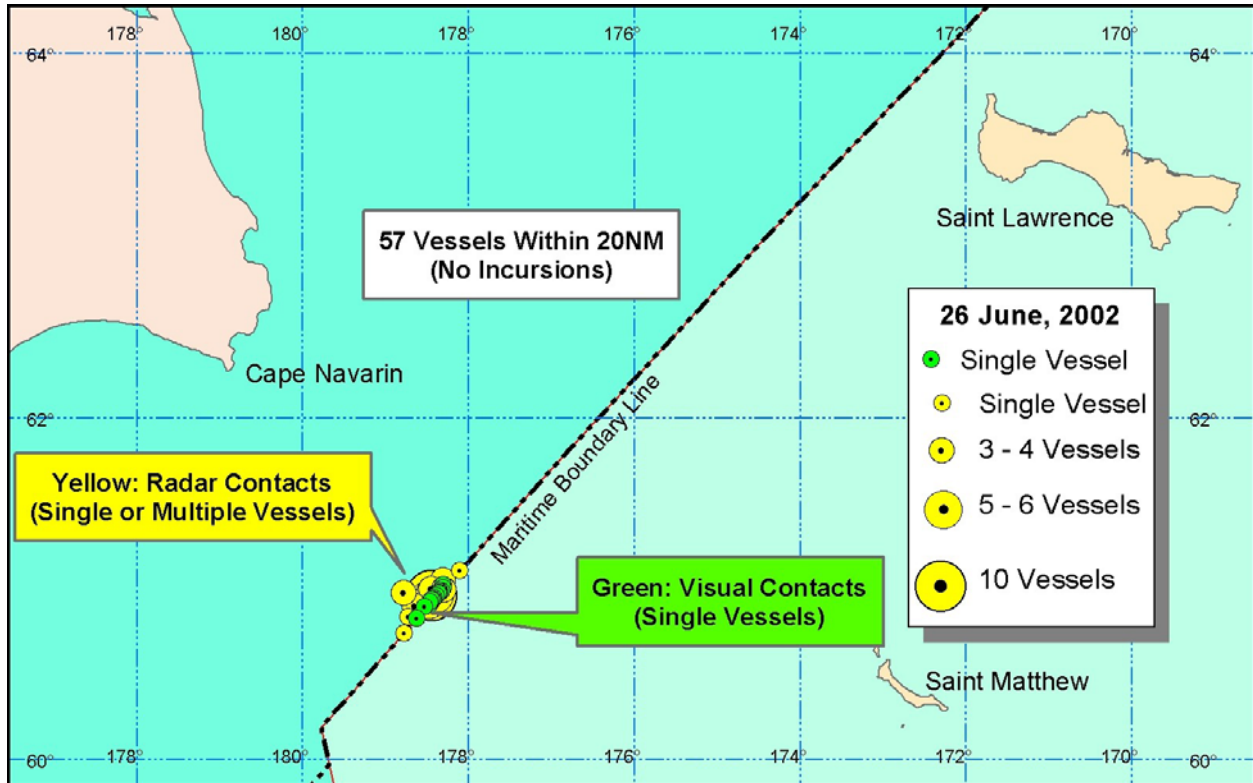 178° 180° 178° 176° 174° 172° 170°
64° 64°
57 Vessels Within 20NM
(No Incursions)
Saint Lawrence
26 June, 2002
Single Vessel
Single Vessel
3 - 4 Vessels
5 - 6 Vessels
10 Vessels
Cape Navarin
62° 62°
Maritime Boundary Line
Yellow: Radar Contacts
(Single or Multiple Vessels)
Green: Visual Contacts
(Single Vessels)
Saint Matthew
60° 60°
178° 180° 178° 176° 174° 172° 170°